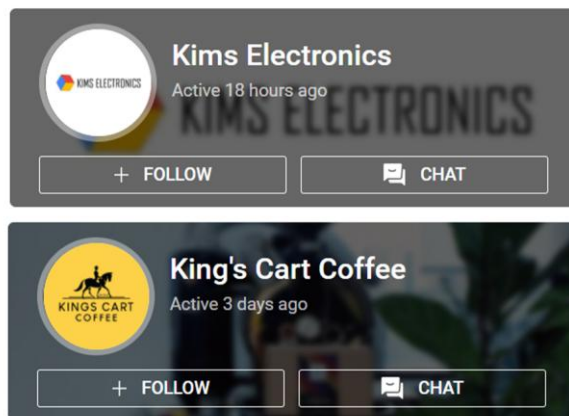 Kims Electronics
Active 18 hours ago
KIMS ELECTRONICS
KIMS ELECTRONICS
+ FOLLOW
CHAT
King's Cart Coffee
Active 3 days ago
KINGS CART
COFFEE
+ FOLLOW
CHAT